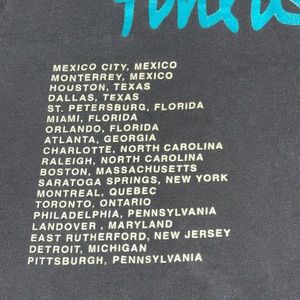 MEXICO CITY, MEXICO
MONTERREY, MEXICO
HOUSTON, TEXAS
DALLAS, TEXAS
ST. PETERSBURG, FLORIDA
MIAMI, FLORIDA
ORLANDO, FLORIDA
ATLANTA, GEORGIA
CHARLOTTE, NORTH CAROLINA
RALEIGH, NORTH CAROLINA
BOSTON, MASSACHUSETTS
SARATOGA SPRINGS, NEW YORK
MONTREAL, QUEBEC
TORONTO, ONTARIO
PHILADELPHIA, PENNSYLVANIA
LANDOVER , MARYLAND
EAST RUTHERFORD, NEW JERSEY
DETROIT, MICHIGAN
PITTSBURGH, PENNSYLVANIA